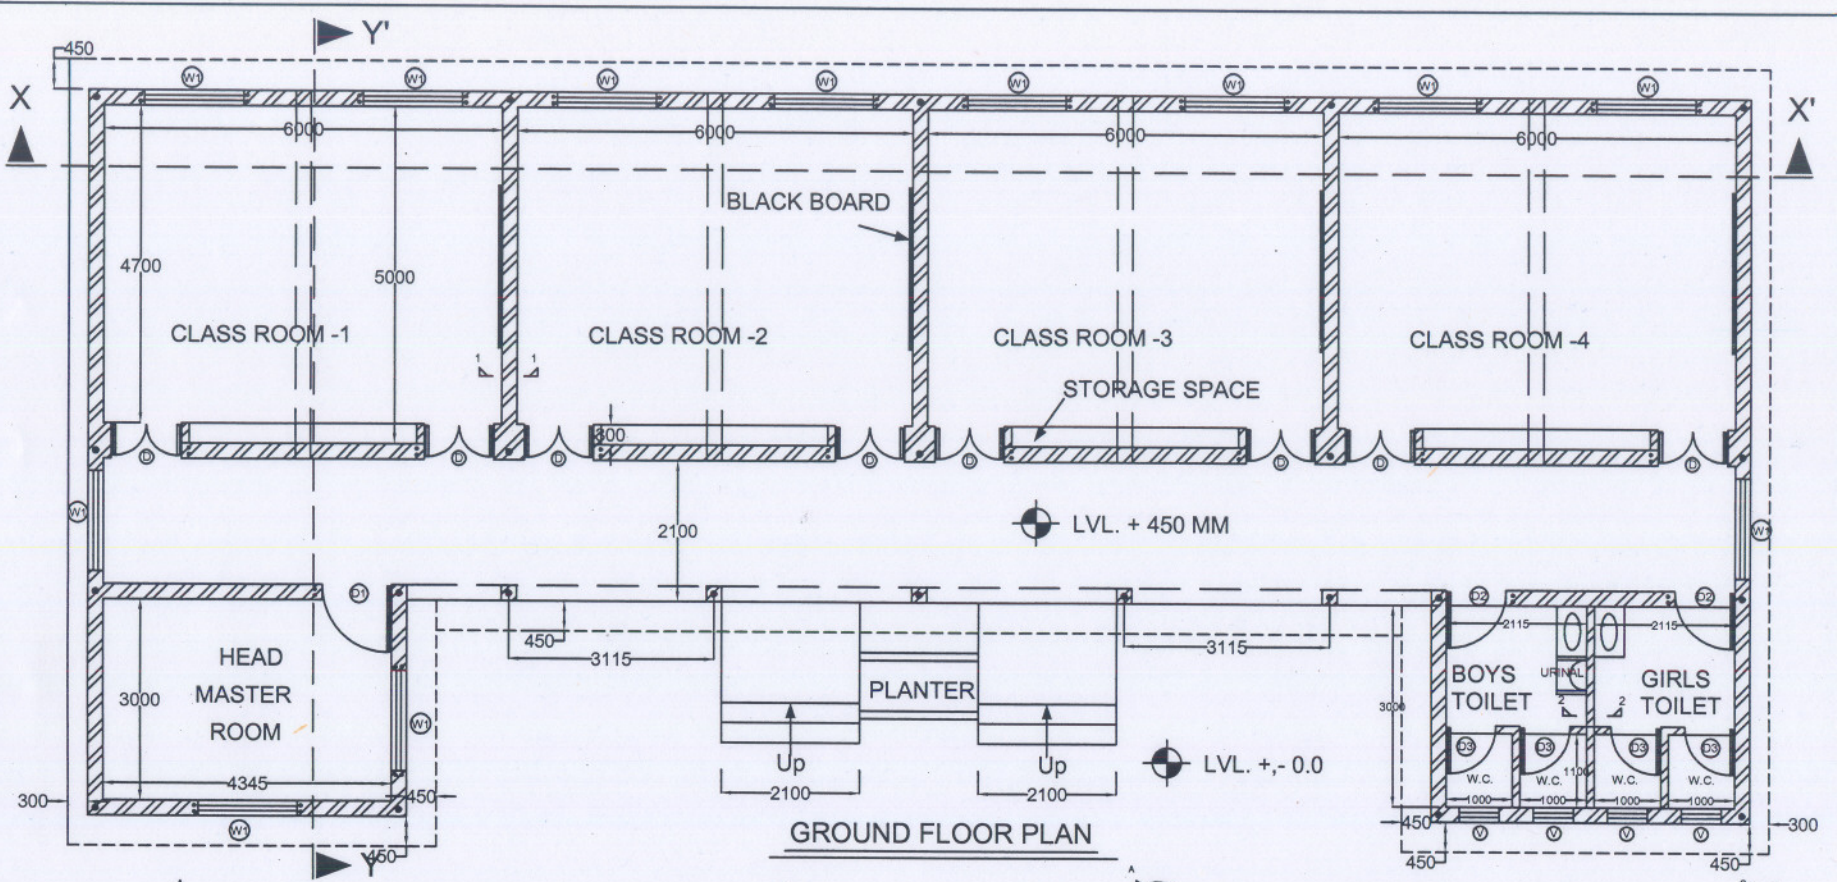 450
Y'
W1 W1 W1 W1 W1 W1 W1 W1
X
X'
6000 6000 6000 6000
BLACK BOARD
4700
5000
CLASS ROOM -1
CLASS ROOM -2
CLASS ROOM -3
CLASS ROOM -4
1 1
STORAGE SPACE
D D D D D D D D
W1
2100
LVL. + 450 MM
W1
D1
D2 D2
450
3115
3115
2115 2115
HEAD
MASTER
ROOM
3000
W1
PLANTER
3000
BOYS
TOILET
URINAL
GIRLS
TOILET
2 2
D3 D3 D3 D3
Up
Up
LVL. +,- 0.0
1100
W.C. W.C. W.C. W.C.
4345
300
450
2100
2100
1000 1000 1000 1000
W1
450
V V V V
300
GROUND FLOOR PLAN
450
Y
450
450